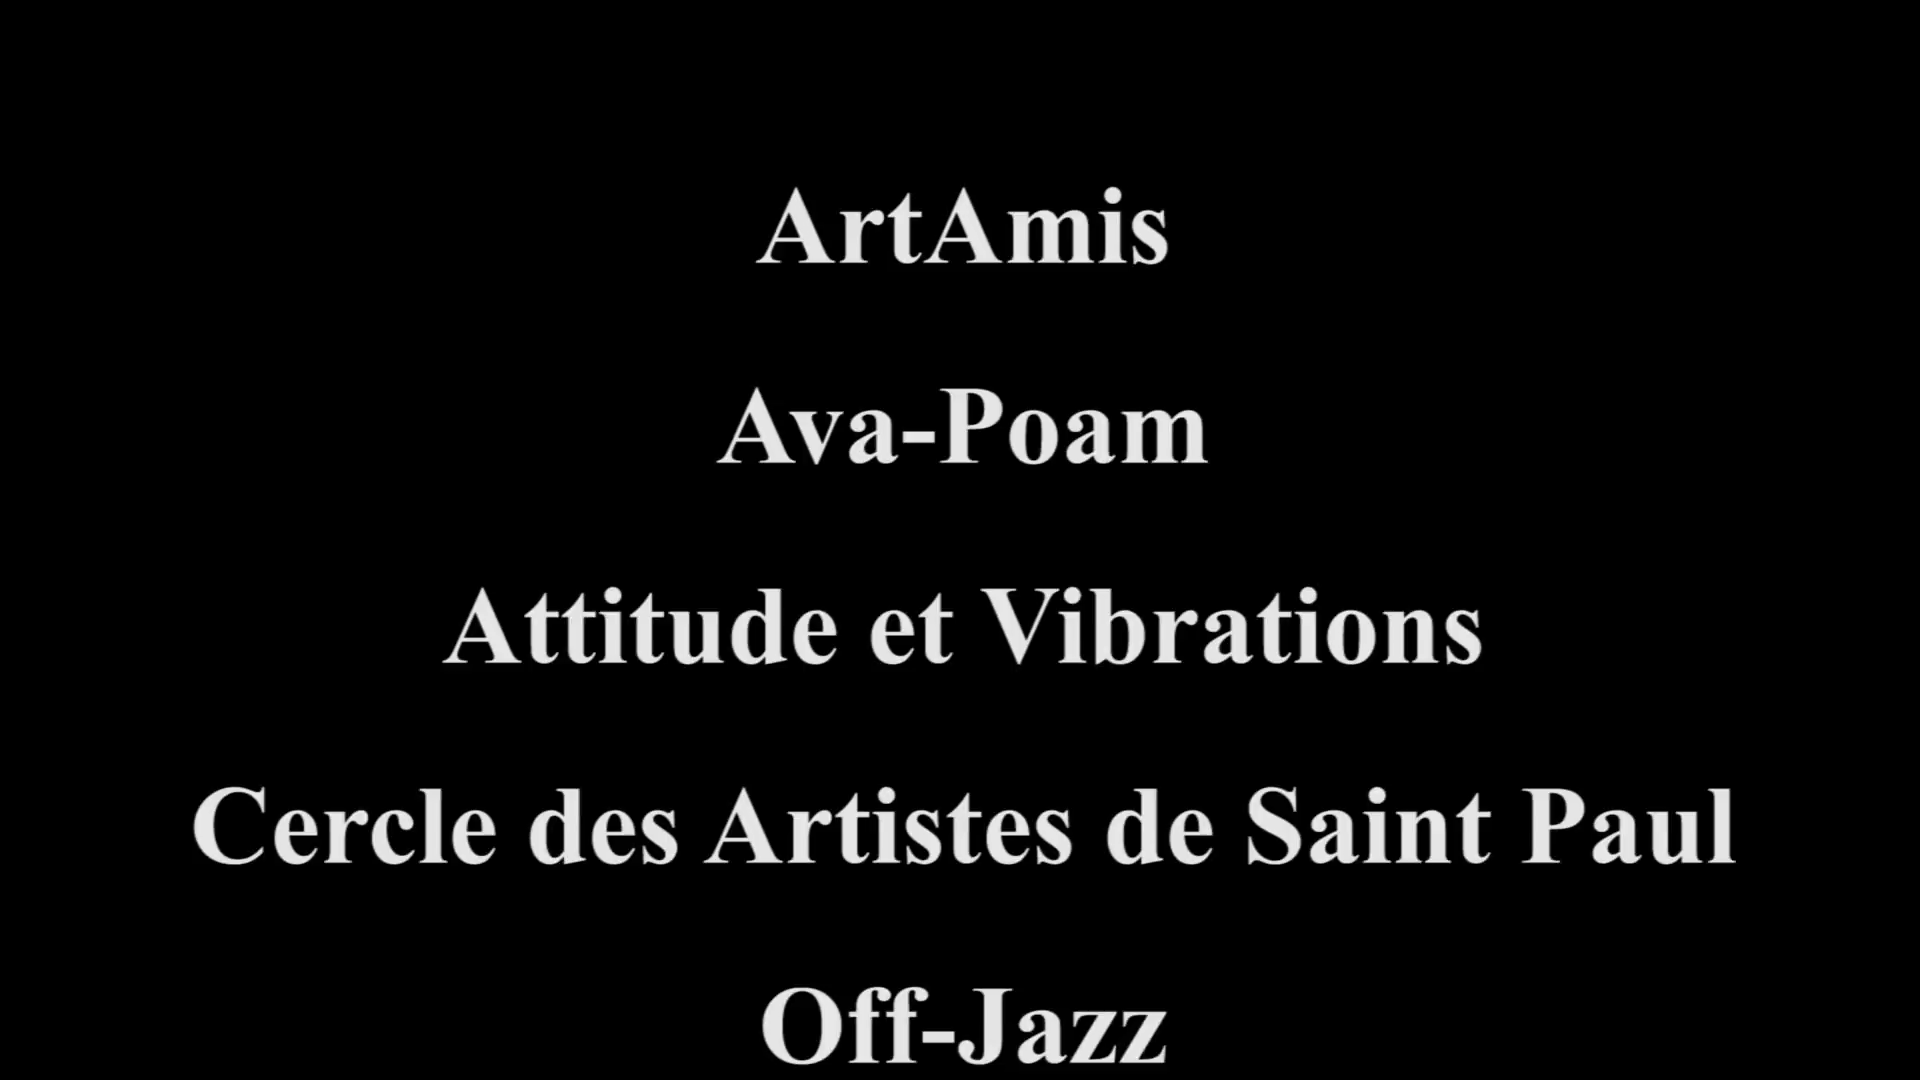 ArtAmis
Ava-Poam
Attitude et Vibrations
Cercle des Artistes de Saint Paul
Off-Jazz